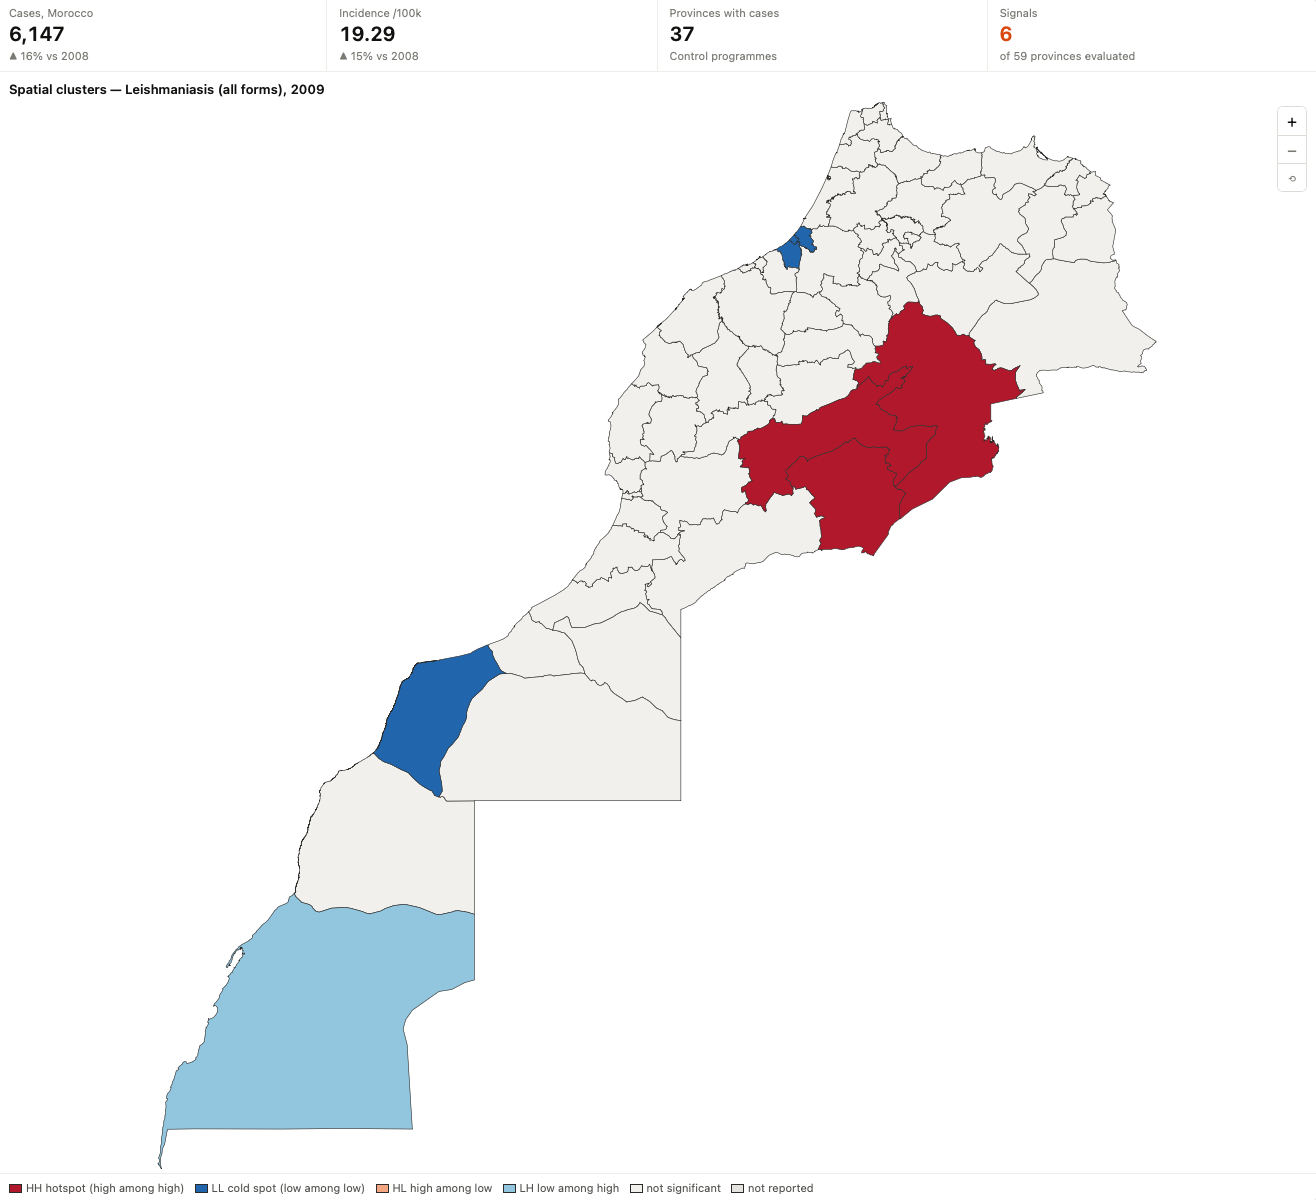 Cases, Morocco
6,147
▲ 16% vs 2008
Incidence /100k
19.29
▲ 15% vs 2008
Provinces with cases
37
Control programmes
Signals
6
of 59 provinces evaluated
Spatial clusters — Leishmaniasis (all forms), 2009
+
−
⟲
HH hotspot (high among high)
LL cold spot (low among low)
HL high among low
LH low among high
not significant
not reported